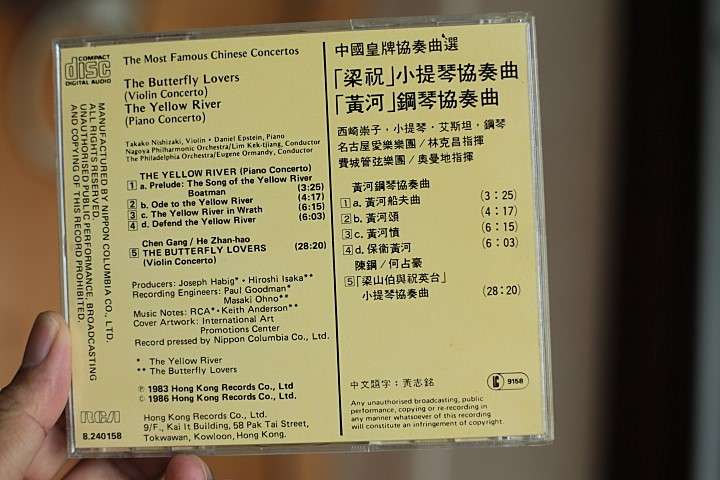 COMPACT
disc
DIGITAL AUDIO
The Most Famous Chinese Concertos
The Butterfly Lovers
(Violin Concerto)
The Yellow River
(Piano Concerto)
Takako Nishizaki, Violin • Daniel Epstein, Piano
Nagoya Philharmonic Orchestra/Lim Kek-tjiang, Conductor
The Philadelphia Orchestra/Eugene Ormandy, Conductor
THE YELLOW RIVER (Piano Concerto)
1 a. Prelude: The Song of the Yellow River
Boatman (3:25)
2 b. Ode to the Yellow River (4:17)
3 c. The Yellow River in Wrath (6:15)
4 d. Defend the Yellow River (6:03)
Chen Gang / He Zhan-hao
5 THE BUTTERFLY LOVERS (28:20)
(Violin Concerto)
Producers: Joseph Habig* • Hiroshi Isaka**
Recording Engineers: Paul Goodman*
Masaki Ohno**
Music Notes: RCA* • Keith Anderson**
Cover Artwork: International Art
Promotions Center
Record pressed by Nippon Columbia Co., Ltd.
* The Yellow River
** The Butterfly Lovers
Ⓟ 1983 Hong Kong Records Co., Ltd
© 1986 Hong Kong Records Co., Ltd
Hong Kong Records Co., Ltd.
9/F., Kai It Building, 58 Pak Tai Street,
Tokwawan, Kowloon, Hong Kong.
MANUFACTURED BY NIPPON COLUMBIA CO., LTD.
ALL RIGHTS RESERVED.
UNAUTHORISED PUBLIC PERFORMANCE, BROADCASTING
AND COPYING OF THIS RECORD PROHIBITED.
RCA
8.240158
中國皇牌協奏曲選
「梁祝」小提琴協奏曲
「黃河」鋼琴協奏曲
西崎崇子·小提琴·艾斯坦·鋼琴
名古屋愛樂樂團/林克昌指揮
費城管弦樂團/奧曼地指揮
黃河鋼琴協奏曲
1 a. 黃河船夫曲 (3:25)
2 b. 黃河頌 (4:17)
3 c. 黃河憤 (6:15)
4 d. 保衛黃河 (6:03)
陳鋼/何占豪
5「梁山伯與祝英台」
小提琴協奏曲 (28:20)
中文題字:黃志銘
9158
Any unauthorised broadcasting, public
performance, copying or re-recording in
any manner whatsoever of this recording
will constitute an infringement of copyright.